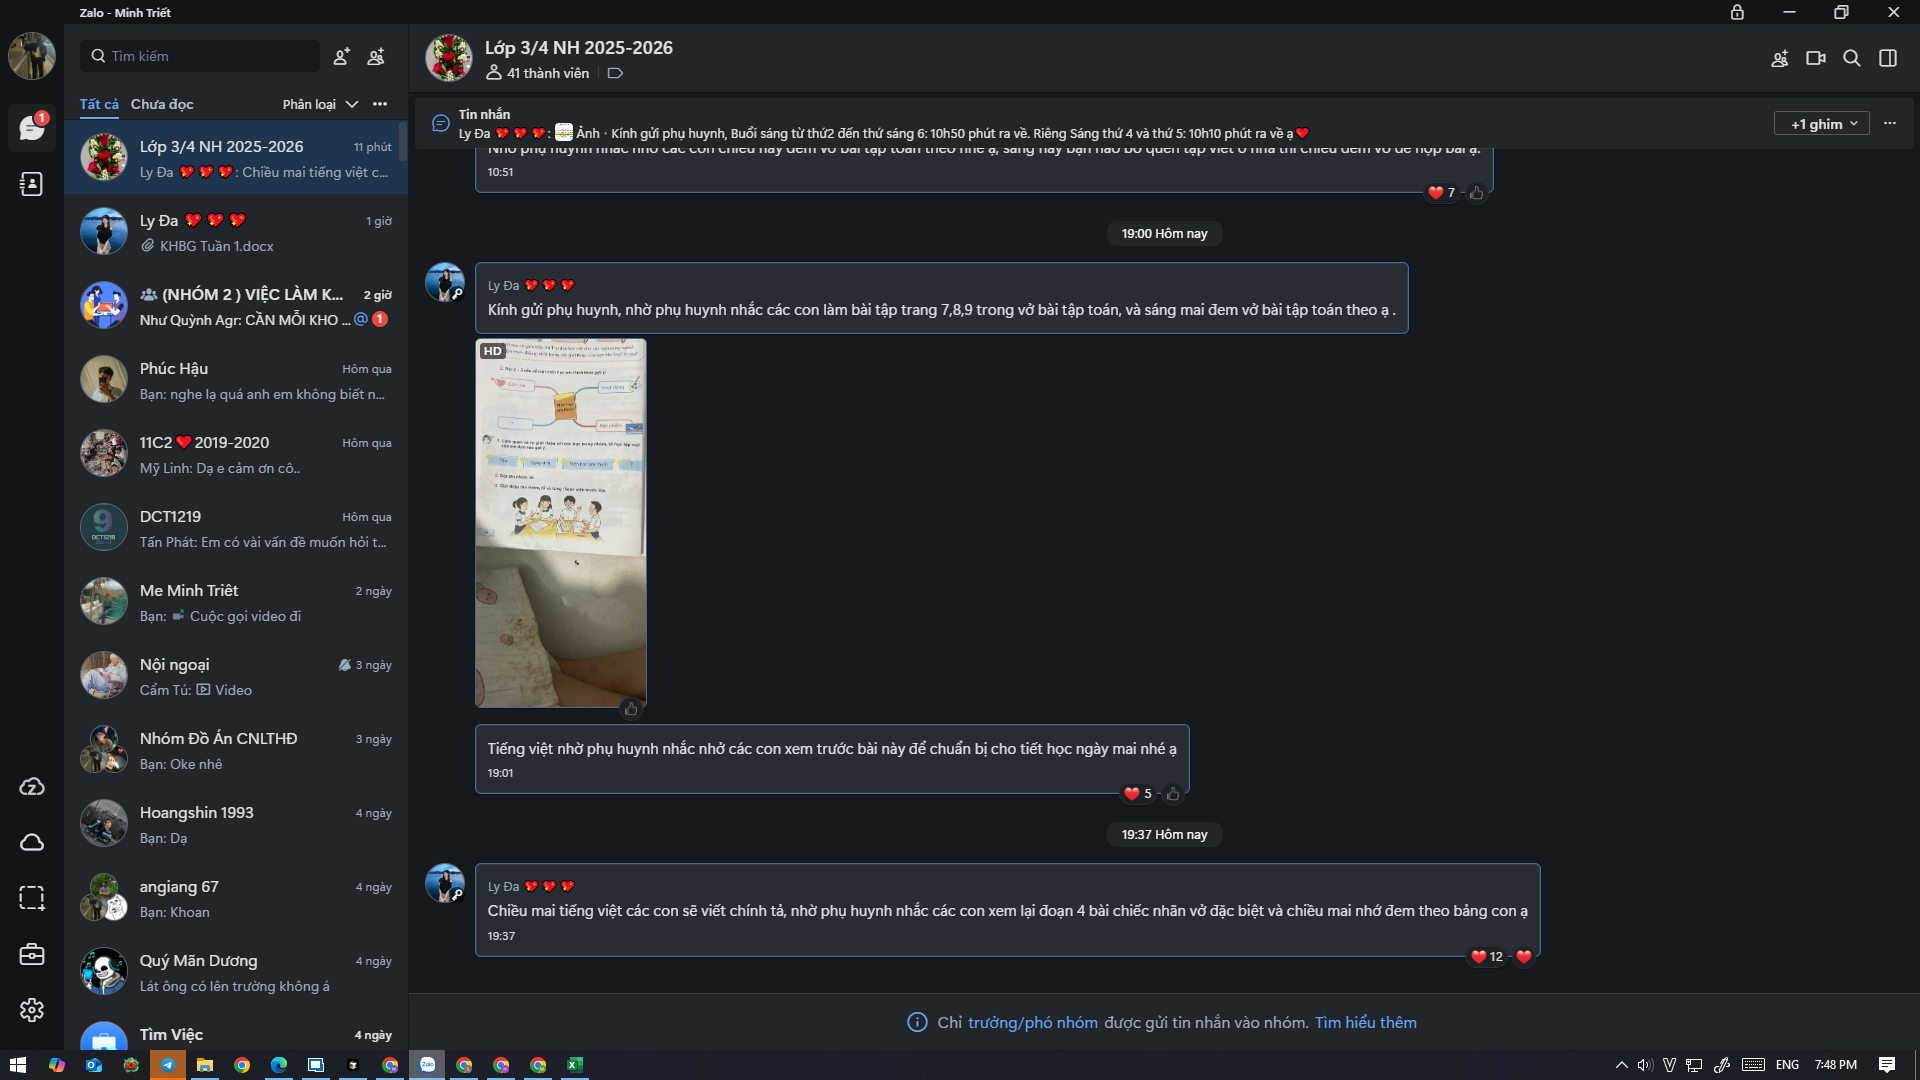 Zalo - Minh Triết
Tìm kiếm
Tất cả
Chưa đọc
Phân loại
1
Lớp 3/4 NH 2025-2026
11 phút
Ly Đa : Chiều mai tiếng việt c...
Ly Đa
1 giờ
KHBG Tuần 1.docx
(NHÓM 2 ) VIỆC LÀM K...
2 giờ
Như Quỳnh Agr: CẦN MỖI KHO ...
@
1
Phúc Hậu
Hôm qua
Bạn: nghe lạ quá anh em không biết n...
11C2 2019-2020
Hôm qua
Mỹ Linh: Dạ e cảm ơn cô..
DCT1219
Hôm qua
Tấn Phát: Em có vài vấn đề muốn hỏi t...
Me Minh Triêt
2 ngày
Bạn: Cuộc gọi video đi
Nội ngoại
3 ngày
Cẩm Tú: Video
Nhóm Đồ Án CNLTHĐ
3 ngày
Bạn: Oke nhê
Hoangshin 1993
4 ngày
Bạn: Dạ
angiang 67
4 ngày
Bạn: Khoan
Quý Mãn Dương
4 ngày
Lát ông có lên trường không á
Tìm Việc
4 ngày
Lớp 3/4 NH 2025-2026
41 thành viên
Tin nhắn
Ly Đa : Ảnh · Kính gửi phụ huynh, Buổi sáng từ thứ2 đến thứ sáng 6: 10h50 phút ra về. Riêng Sáng thứ 4 và thứ 5: 10h10 phút ra về ạ
+1 ghim
Nhờ phụ huynh nhắc nhở các con chiều nay đem vở bài tập toán theo nhé ạ, sáng nay bạn nào bỏ quên tập viết ở nhà thì chiều đem vở để nộp bài ạ.
10:51
7
19:00 Hôm nay
Ly Đa
Kính gửi phụ huynh, nhờ phụ huynh nhắc các con làm bài tập trang 7,8,9 trong vở bài tập toán, và sáng mai đem vở bài tập toán theo ạ .
HD
Cảm xúc
Hoạt động
Sản phẩm
Tiếng việt nhờ phụ huynh nhắc nhở các con xem trước bài này để chuẩn bị cho tiết học ngày mai nhé ạ
19:01
5
19:37 Hôm nay
Ly Đa
Chiều mai tiếng việt các con sẽ viết chính tả, nhờ phụ huynh nhắc các con xem lại đoạn 4 bài chiếc nhãn vở đặc biệt và chiều mai nhớ đem theo bảng con ạ
19:37
12
Chỉ trưởng/phó nhóm được gửi tin nhắn vào nhóm. Tìm hiểu thêm
Zalo
ENG
7:48 PM